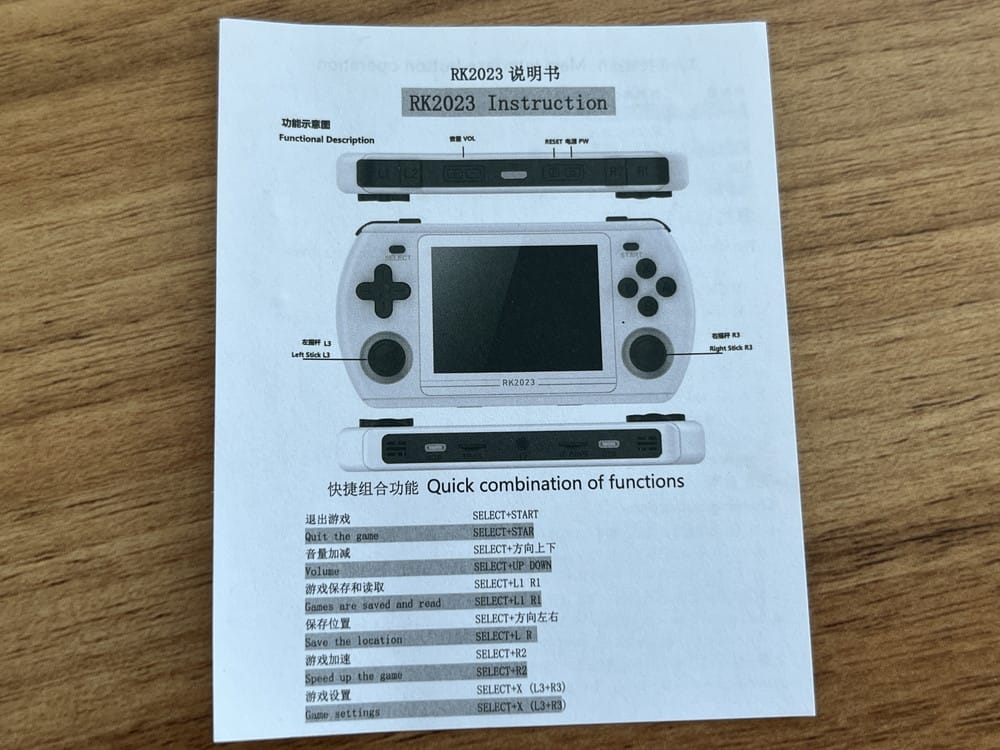 RK2023 说明书
RK2023 Instruction
功能示意图
Functional Description
音量 VOL
RESET 电源 PW
L1 L2
R2 R1
SELECT
START
左摇杆 L3
Left Stick L3
右摇杆 R3
Right Stick R3
RK2023
快捷组合功能 Quick combination of functions
退出游戏 SELECT+START
Quit the game SELECT+STAR
音量加减 SELECT+方向上下
Volume SELECT+UP DOWN
游戏保存和读取 SELECT+L1 R1
Games are saved and read SELECT+L1 R1
保存位置 SELECT+方向左右
Save the location SELECT+L R
游戏加速 SELECT+R2
Speed up the game SELECT+R2
游戏设置 SELECT+X (L3+R3)
Game settings SELECT+X (L3+R3)